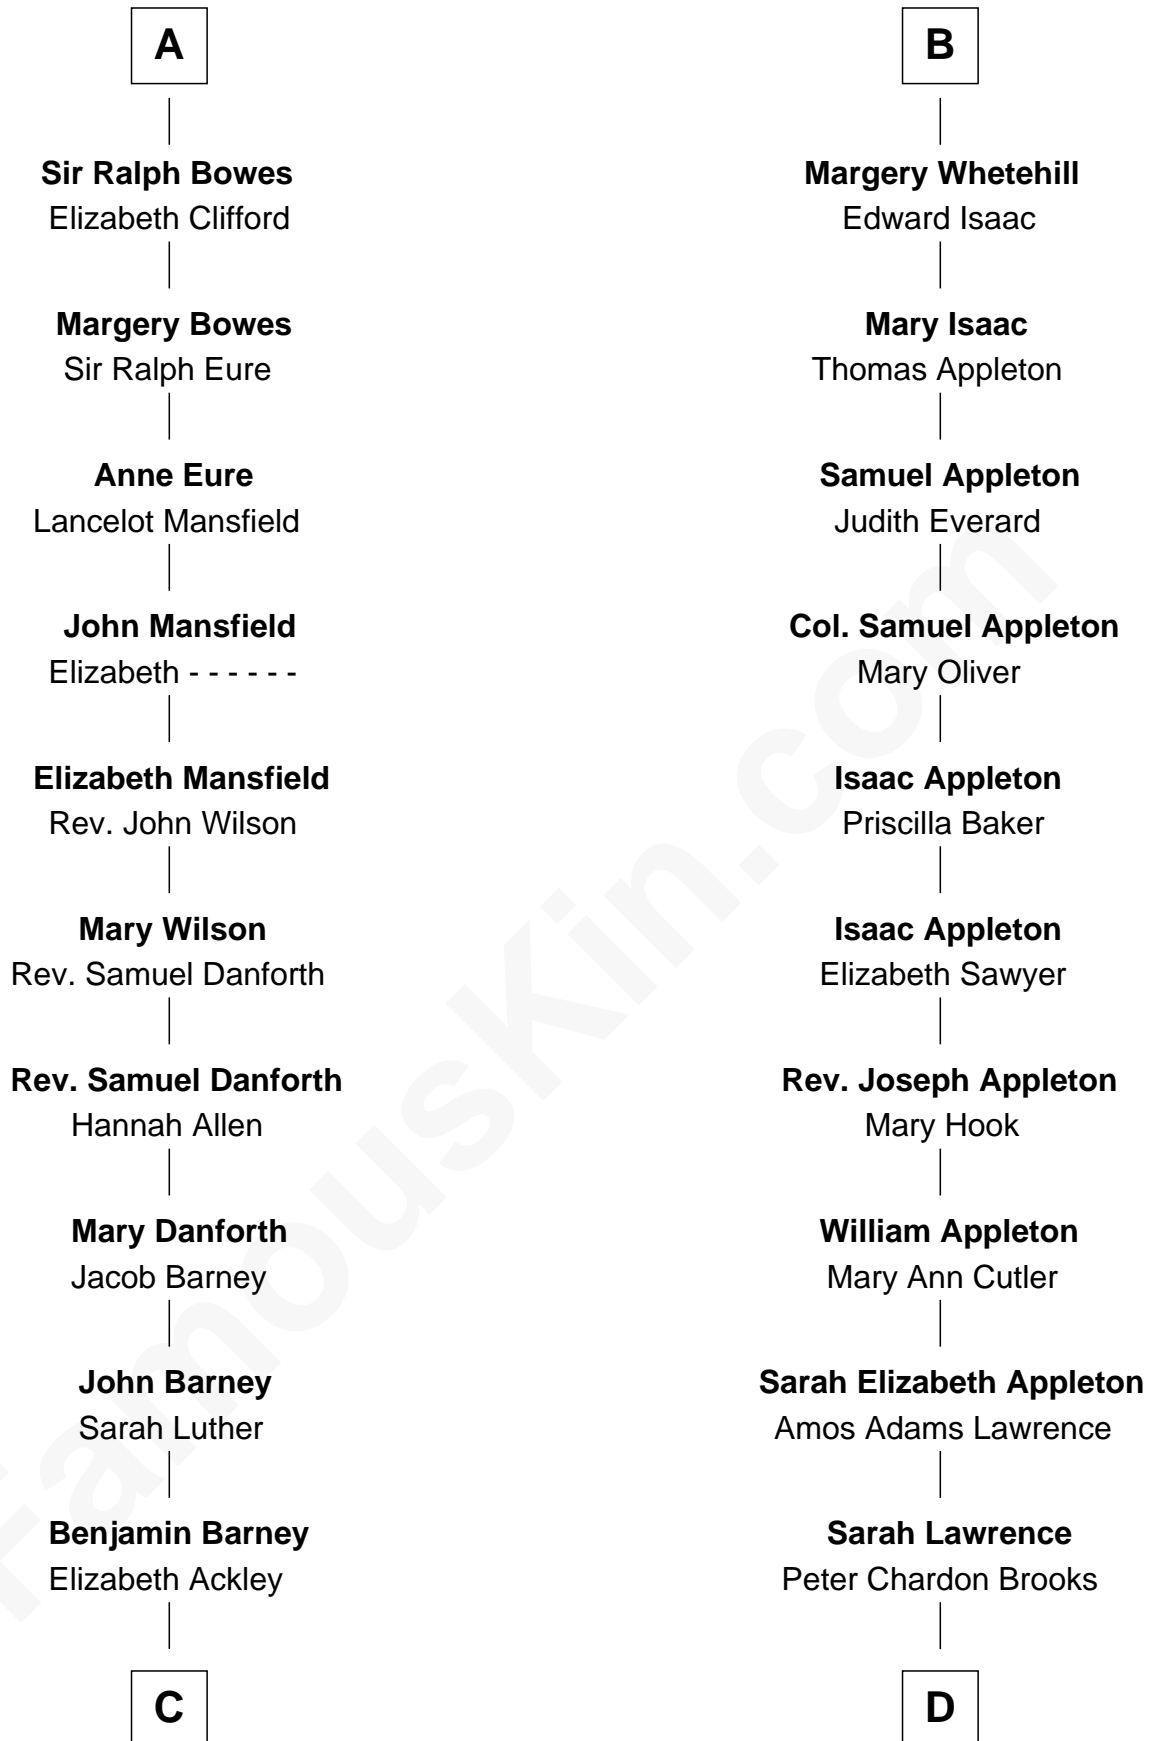 A
Sir Ralph Bowes
Elizabeth Clifford
Margery Bowes
Sir Ralph Eure
Anne Eure
Lancelot Mansfield
John Mansfield
Elizabeth - - - - - -
Elizabeth Mansfield
Rev. John Wilson
Mary Wilson
Rev. Samuel Danforth
Rev. Samuel Danforth
Hannah Allen
Mary Danforth
Jacob Barney
John Barney
Sarah Luther
Benjamin Barney
Elizabeth Ackley
C
B
Margery Whetehill
Edward Isaac
Mary Isaac
Thomas Appleton
Samuel Appleton
Judith Everard
Col. Samuel Appleton
Mary Oliver
Isaac Appleton
Priscilla Baker
Isaac Appleton
Elizabeth Sawyer
Rev. Joseph Appleton
Mary Hook
William Appleton
Mary Ann Cutler
Sarah Elizabeth Appleton
Amos Adams Lawrence
Sarah Lawrence
Peter Chardon Brooks
D
FamousKin.com